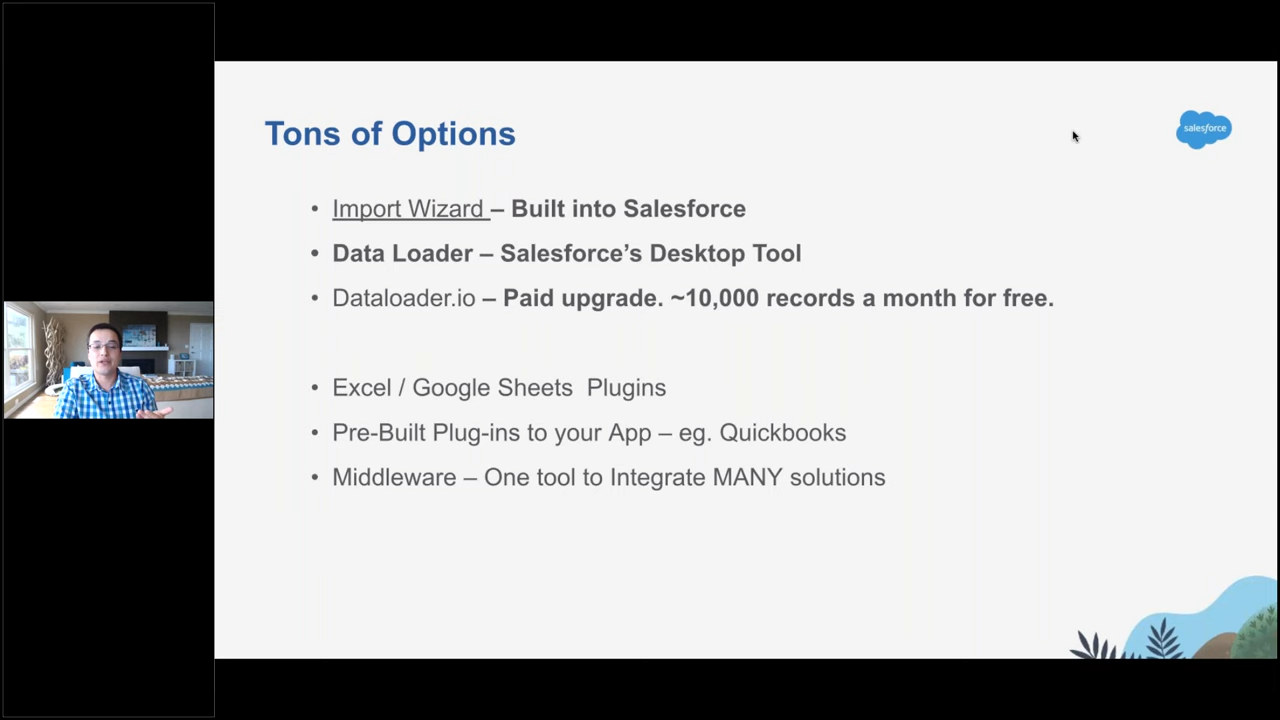 Tons of Options
salesforce
• Import Wizard – Built into Salesforce
• Data Loader – Salesforce’s Desktop Tool
• Dataloader.io – Paid upgrade. ~10,000 records a month for free.
• Excel / Google Sheets  Plugins
• Pre-Built Plug-ins to your App – eg. Quickbooks
• Middleware – One tool to Integrate MANY solutions